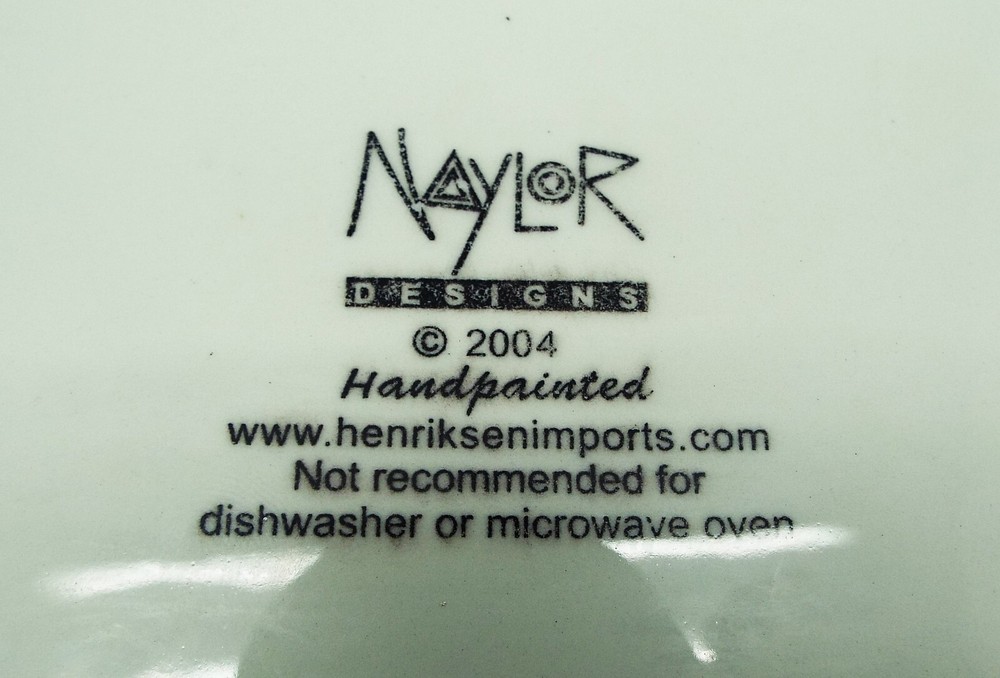 NAYLOR
DESIGNS
© 2004
Handpainted
www.henriksenimports.com
Not recommended for
dishwasher or microwave oven